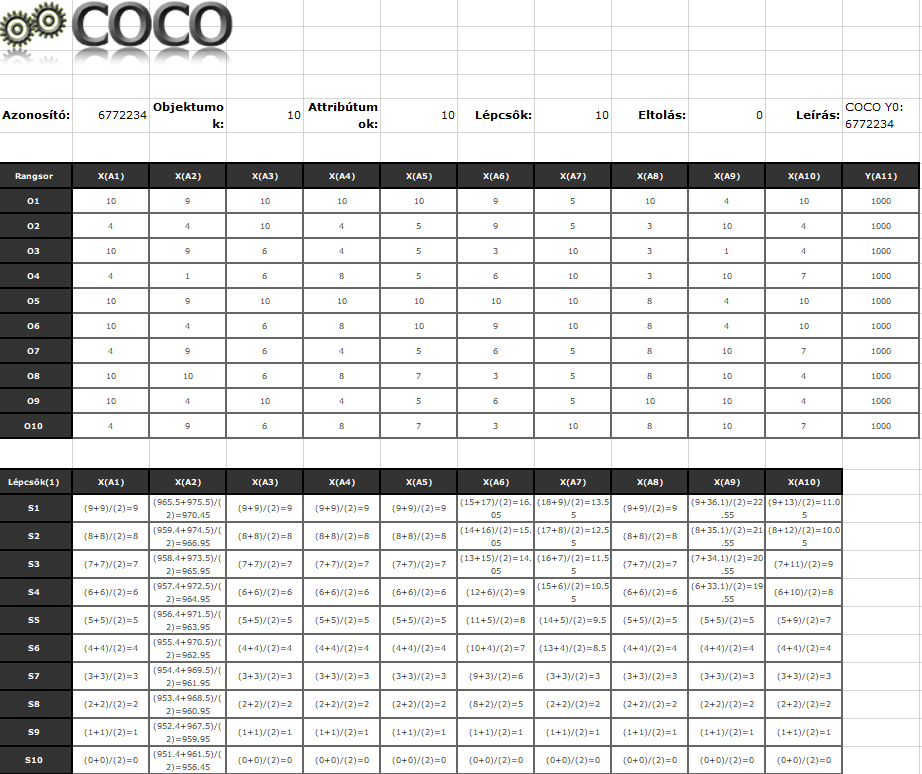 COCO
Azonosító: 6772234 Objektumo
k: 10 Attribútum
ok: 10 Lépcsők: 10 Eltolás: 0 Leírás: COCO Y0:
6772234
Rangsor X(A1) X(A2) X(A3) X(A4) X(A5) X(A6) X(A7) X(A8) X(A9) X(A10) Y(A11)
O1 10 9 10 10 10 9 5 10 4 10 1000
O2 4 4 10 4 5 9 5 3 10 4 1000
O3 10 9 6 4 5 3 10 3 1 4 1000
O4 4 1 6 8 5 6 10 3 10 7 1000
O5 10 9 10 10 10 10 10 8 4 10 1000
O6 10 4 6 8 10 9 10 8 4 10 1000
O7 4 9 6 4 5 6 5 8 10 7 1000
O8 10 10 6 8 7 3 5 8 10 4 1000
O9 10 4 10 4 5 6 5 10 10 4 1000
O10 4 9 6 8 7 3 10 8 10 7 1000
Lépcsők(1) X(A1) X(A2) X(A3) X(A4) X(A5) X(A6) X(A7) X(A8) X(A9) X(A10)
S1 (9+9)/(2)=9 (965.5+975.5)/(2)=970.45 (9+9)/(2)=9 (9+9)/(2)=9 (9+9)/(2)=9 (15+17)/(2)=16.05 (18+9)/(2)=13.55 (9+9)/(2)=9 (9+36.1)/(2)=22.55 (9+13)/(2)=11.05
S2 (8+8)/(2)=8 (959.4+974.5)/(2)=966.95 (8+8)/(2)=8 (8+8)/(2)=8 (8+8)/(2)=8 (14+16)/(2)=15.05 (17+8)/(2)=12.55 (8+8)/(2)=8 (8+35.1)/(2)=21.55 (8+12)/(2)=10.05
S3 (7+7)/(2)=7 (958.4+973.5)/(2)=965.95 (7+7)/(2)=7 (7+7)/(2)=7 (7+7)/(2)=7 (13+15)/(2)=14.05 (16+7)/(2)=11.55 (7+7)/(2)=7 (7+34.1)/(2)=20.55 (7+11)/(2)=9
S4 (6+6)/(2)=6 (957.4+972.5)/(2)=964.95 (6+6)/(2)=6 (6+6)/(2)=6 (6+6)/(2)=6 (12+6)/(2)=9 (15+6)/(2)=10.55 (6+6)/(2)=6 (6+33.1)/(2)=19.55 (6+10)/(2)=8
S5 (5+5)/(2)=5 (956.4+971.5)/(2)=963.95 (5+5)/(2)=5 (5+5)/(2)=5 (5+5)/(2)=5 (11+5)/(2)=8 (14+5)/(2)=9.5 (5+5)/(2)=5 (5+5)/(2)=5 (5+9)/(2)=7
S6 (4+4)/(2)=4 (955.4+970.5)/(2)=962.95 (4+4)/(2)=4 (4+4)/(2)=4 (4+4)/(2)=4 (10+4)/(2)=7 (13+4)/(2)=8.5 (4+4)/(2)=4 (4+4)/(2)=4 (4+4)/(2)=4
S7 (3+3)/(2)=3 (954.4+969.5)/(2)=961.95 (3+3)/(2)=3 (3+3)/(2)=3 (3+3)/(2)=3 (9+3)/(2)=6 (3+3)/(2)=3 (3+3)/(2)=3 (3+3)/(2)=3 (3+3)/(2)=3
S8 (2+2)/(2)=2 (953.4+968.5)/(2)=960.95 (2+2)/(2)=2 (2+2)/(2)=2 (2+2)/(2)=2 (8+2)/(2)=5 (2+2)/(2)=2 (2+2)/(2)=2 (2+2)/(2)=2 (2+2)/(2)=2
S9 (1+1)/(2)=1 (952.4+967.5)/(2)=959.95 (1+1)/(2)=1 (1+1)/(2)=1 (1+1)/(2)=1 (1+1)/(2)=1 (1+1)/(2)=1 (1+1)/(2)=1 (1+1)/(2)=1 (1+1)/(2)=1
S10 (0+0)/(2)=0 (951.4+961.5)/(2)=956.45 (0+0)/(2)=0 (0+0)/(2)=0 (0+0)/(2)=0 (0+0)/(2)=0 (0+0)/(2)=0 (0+0)/(2)=0 (0+0)/(2)=0 (0+0)/(2)=0